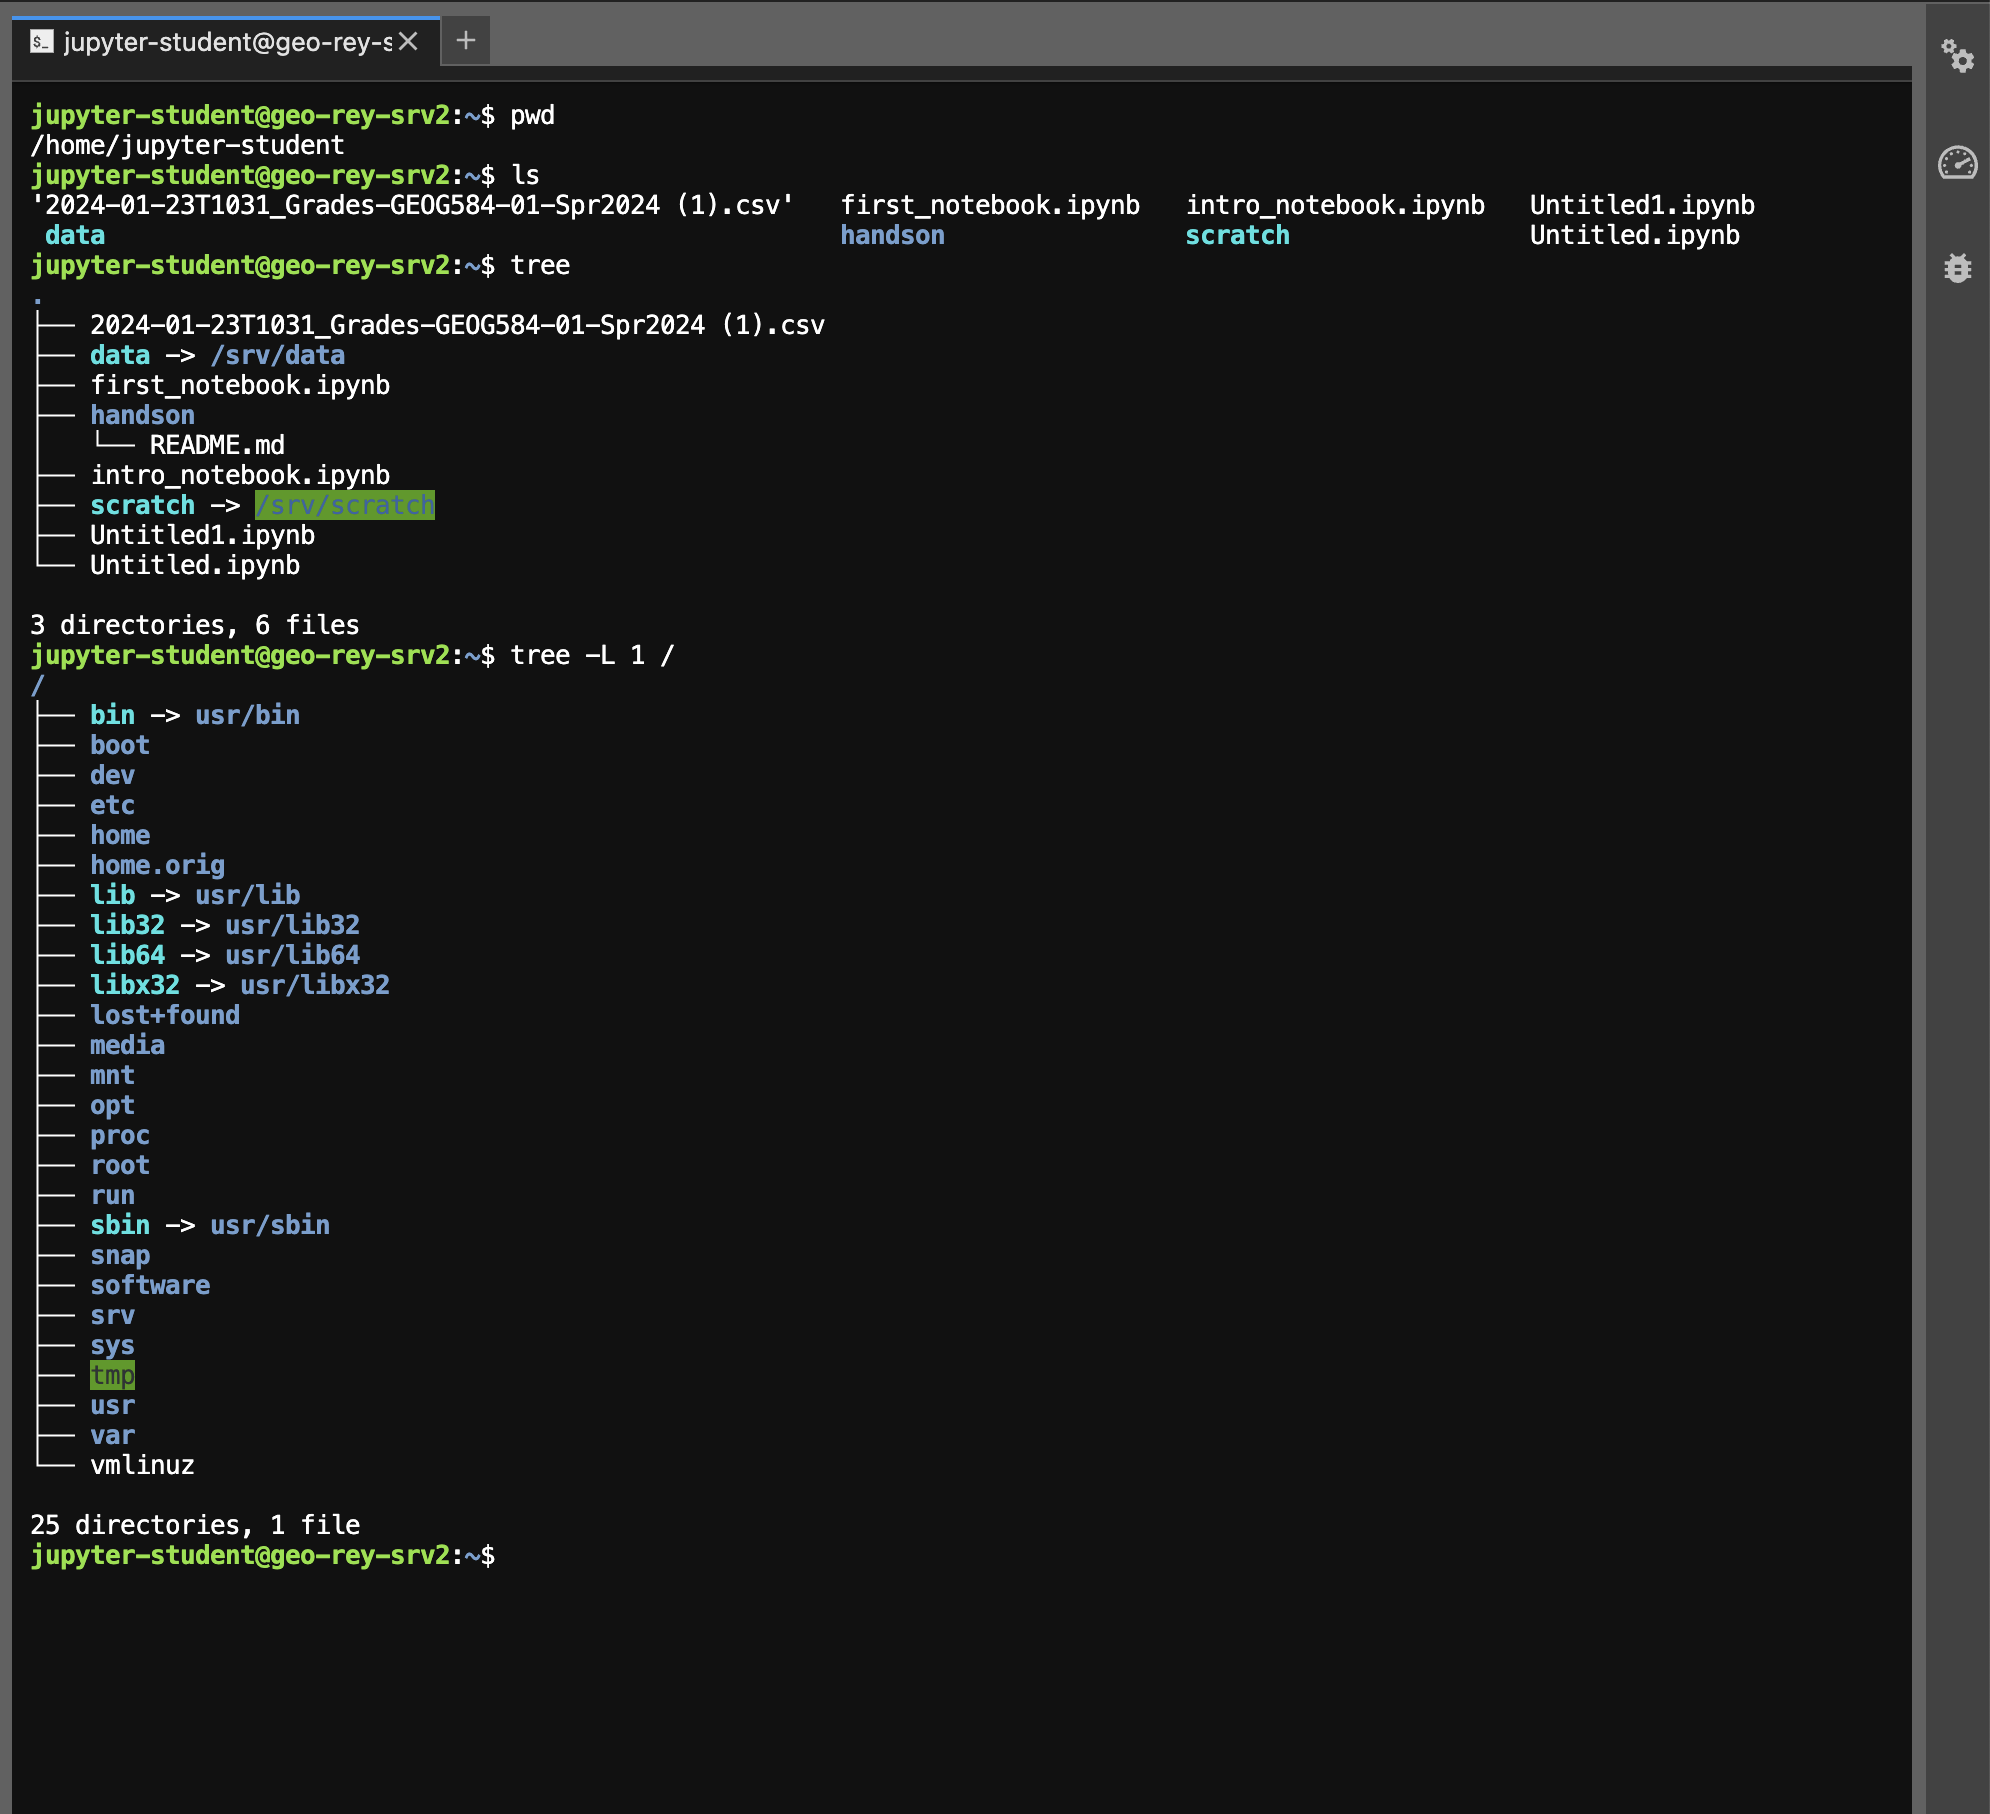 jupyter-student@geo-rey-s
jupyter-student@geo-rey-srv2:~$ pwd
/home/jupyter-student
jupyter-student@geo-rey-srv2:~$ ls
'2024-01-23T1031_Grades-GEOG584-01-Spr2024 (1).csv'   first_notebook.ipynb   intro_notebook.ipynb   Untitled1.ipynb
 data                                                 handson                scratch                Untitled.ipynb
jupyter-student@geo-rey-srv2:~$ tree
.
├── 2024-01-23T1031_Grades-GEOG584-01-Spr2024 (1).csv
├── data -> /srv/data
├── first_notebook.ipynb
├── handson
│   └── README.md
├── intro_notebook.ipynb
├── scratch -> /srv/scratch
├── Untitled1.ipynb
└── Untitled.ipynb
3 directories, 6 files
jupyter-student@geo-rey-srv2:~$ tree -L 1 /
/
├── bin -> usr/bin
├── boot
├── dev
├── etc
├── home
├── home.orig
├── lib -> usr/lib
├── lib32 -> usr/lib32
├── lib64 -> usr/lib64
├── libx32 -> usr/libx32
├── lost+found
├── media
├── mnt
├── opt
├── proc
├── root
├── run
├── sbin -> usr/sbin
├── snap
├── software
├── srv
├── sys
├── tmp
├── usr
├── var
└── vmlinuz
25 directories, 1 file
jupyter-student@geo-rey-srv2:~$